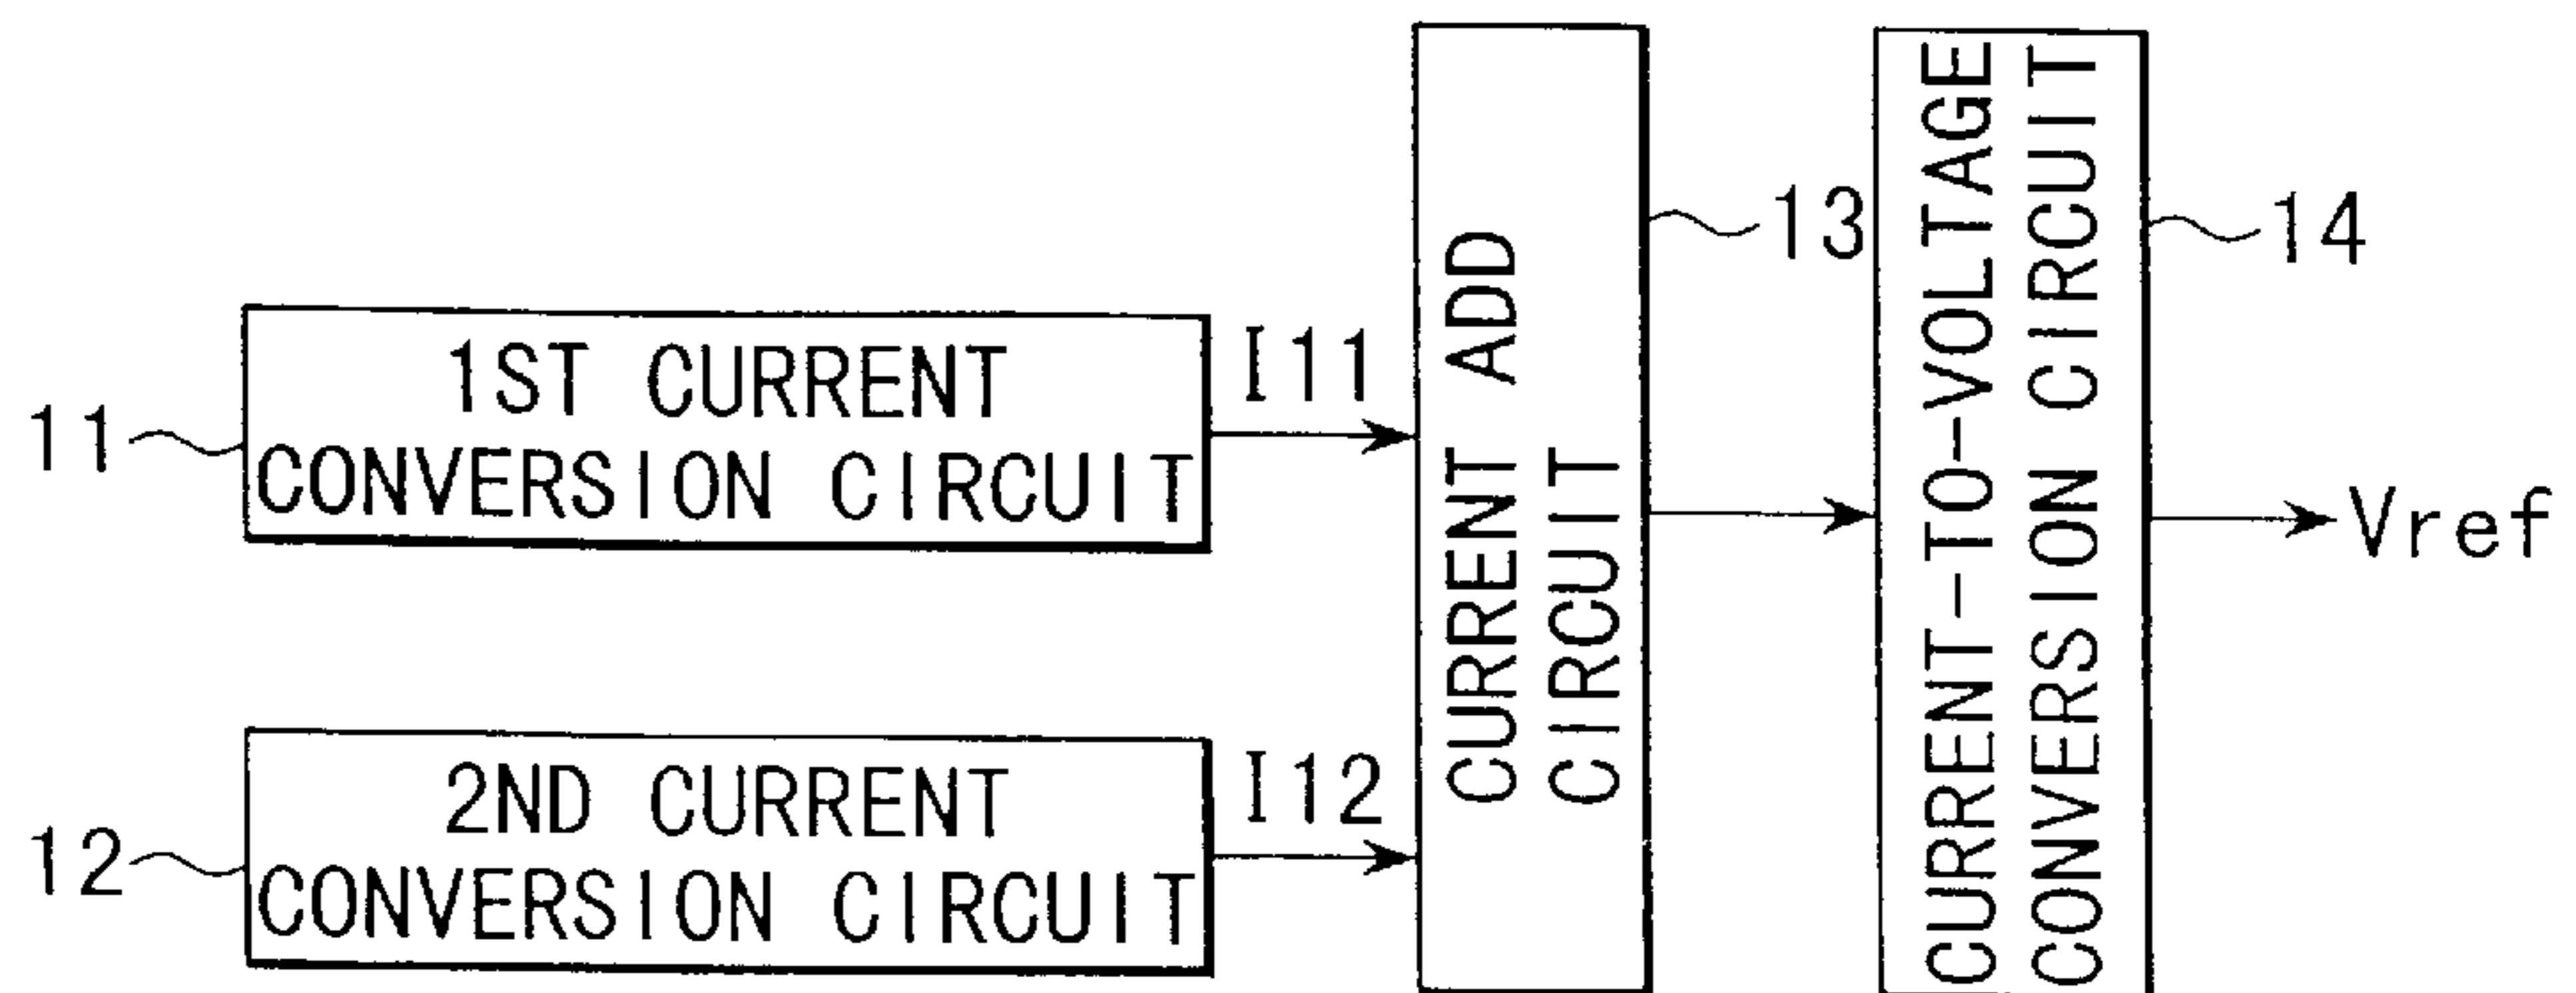 11
1ST CURRENT
CONVERSION CIRCUIT
I11
12
2ND CURRENT
CONVERSION CIRCUIT
I12
CURRENT ADD
CIRCUIT
13
CURRENT-TO-VOLTAGE
CONVERSION CIRCUIT
14
Vref